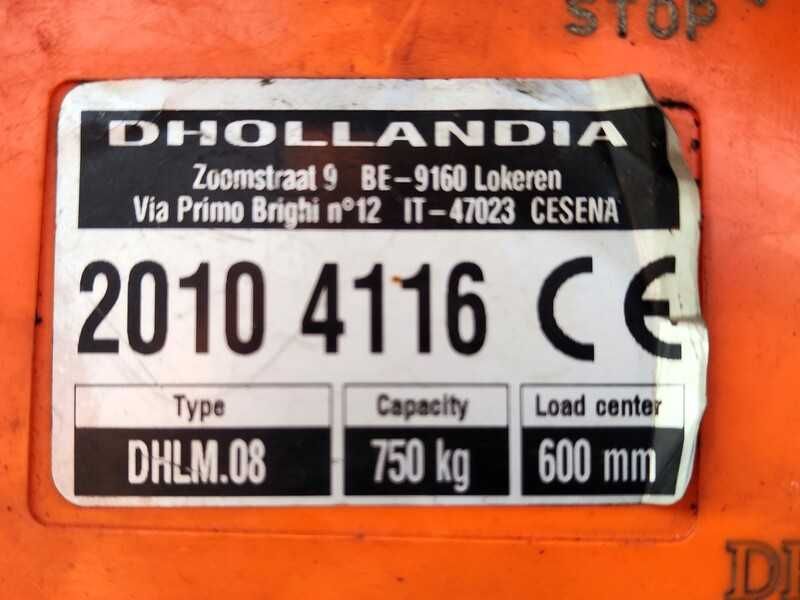 STOP
DHOLLANDIA
Zoomstraat 9 BE-9160 Lokeren
Via Primo Brighi n°12 IT-47023 CESENA
2010 4116 CE
Type Capacity Load center
DHLM.08 750 kg 600 mm